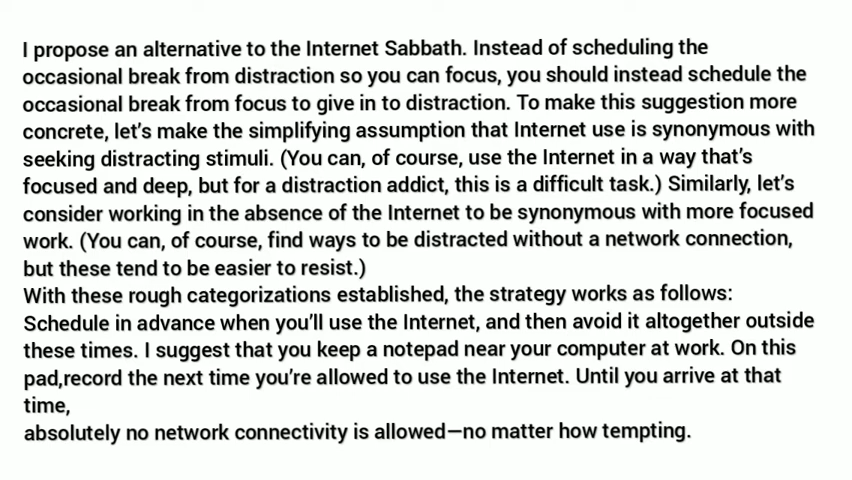 I propose an alternative to the Internet Sabbath. Instead of scheduling the
occasional break from distraction so you can focus, you should instead schedule the
occasional break from focus to give in to distraction. To make this suggestion more
concrete, let's make the simplifying assumption that Internet use is synonymous with
seeking distracting stimuli. (You can, of course, use the Internet in a way that's
focused and deep, but for a distraction addict, this is a difficult task.) Similarly, let's
consider working in the absence of the Internet to be synonymous with more focused
work. (You can, of course, find ways to be distracted without a network connection,
but these tend to be easier to resist.)
With these rough categorizations established, the strategy works as follows:
Schedule in advance when you'll use the Internet, and then avoid it altogether outside
these times. I suggest that you keep a notepad near your computer at work. On this
pad,record the next time you're allowed to use the Internet. Until you arrive at that
time,
absolutely no network connectivity is allowed—no matter how tempting.